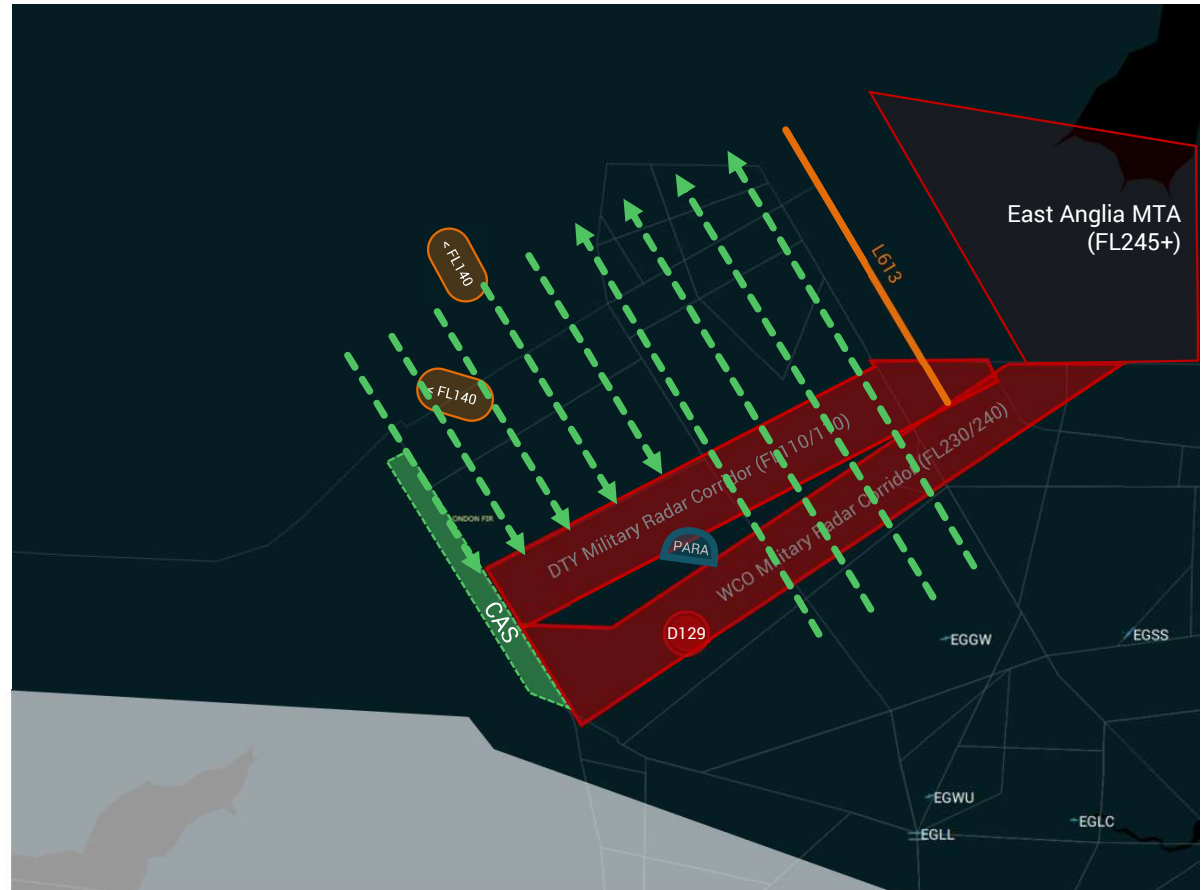 East Anglia MTA
(FL245+)
L613
< FL140
< FL140
DTY Military Radar Corridor (FL110/170)
WCO Military Radar Corridor (FL230/240)
LONDON FIR
PARA
CAS
D129
EGGW
EGSS
EGWU
EGLC
EGLL